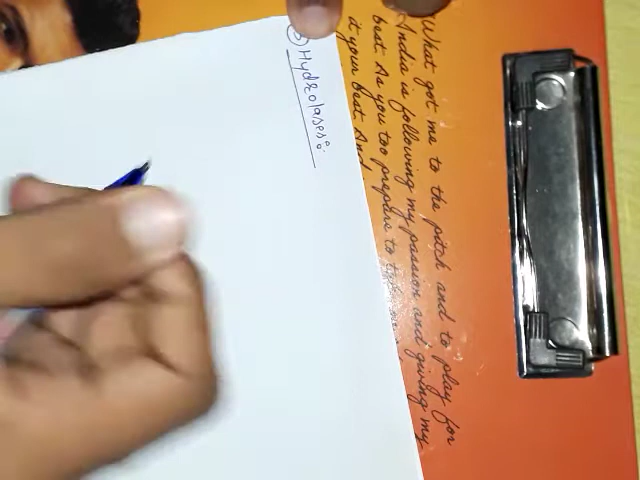 ③ Hydrolases:
What got me to the pitch and to play for
India is following my passion and giving my
best. As you too prepare to
it your best. And